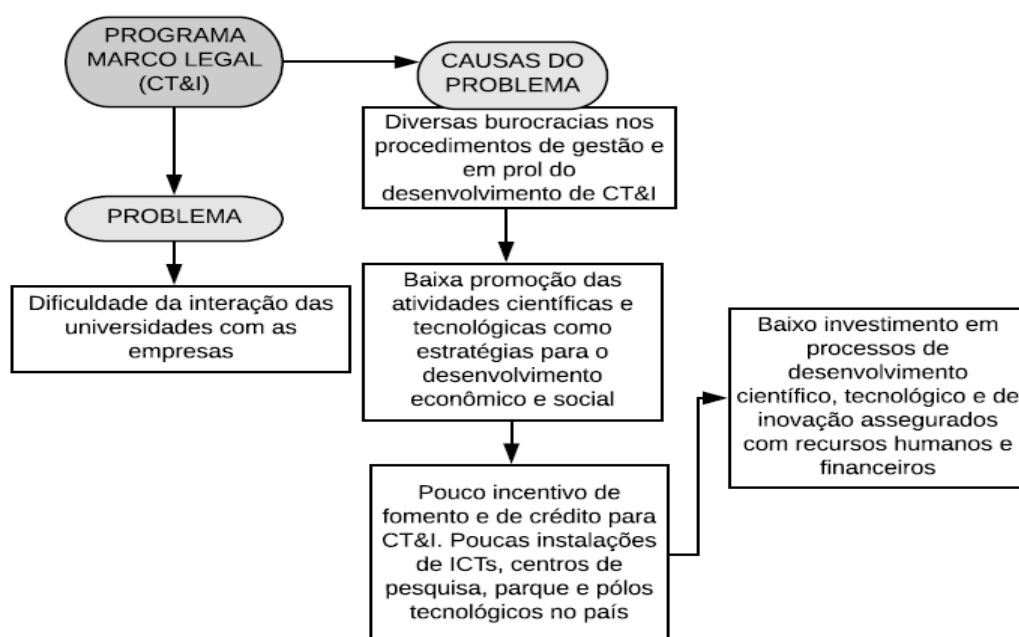 PROGRAMA
MARCO LEGAL
(CT&I)
CAUSAS DO
PROBLEMA
Diversas burocracias nos
procedimentos de gestão e
em prol do
desenvolvimento de CT&I
PROBLEMA
Dificuldade da interação das
universidades com as
empresas
Baixa promoção das
atividades científicas e
tecnológicas como
estratégias para o
desenvolvimento
econômico e social
Baixo investimento em
processos de
desenvolvimento
científico, tecnológico e de
inovação assegurados
com recursos humanos e
financeiros
Pouco incentivo de
fomento e de crédito para
CT&I. Poucas instalações
de ICTs, centros de
pesquisa, parque e pólos
tecnológicos no país